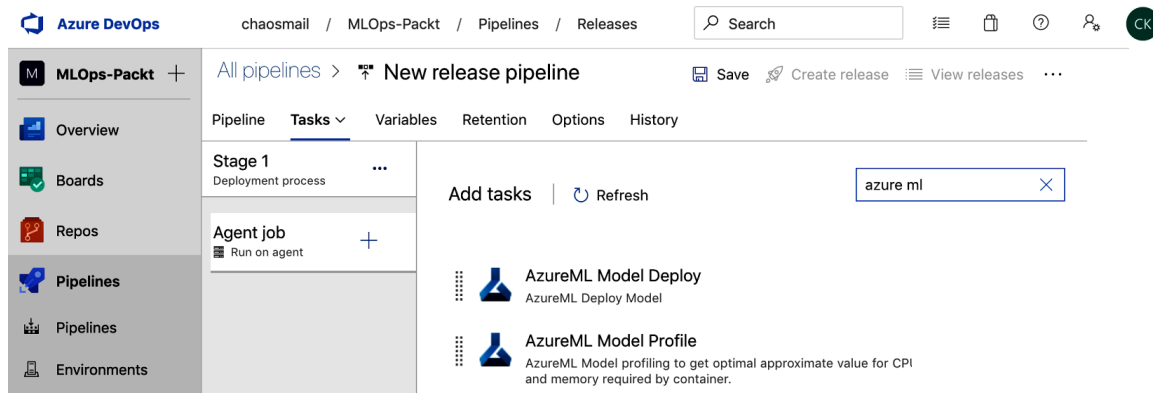 Azure DevOps
chaosmail / MLOps-Packt / Pipelines / Releases
Search
CK
M MLOps-Packt
All pipelines > New release pipeline
Save Create release View releases ...
Overview
Boards
Repos
Pipelines
Pipelines
Environments
Pipeline Tasks Variables Retention Options History
Stage 1
Deployment process
Agent job
Run on agent
Add tasks | Refresh
azure ml
AzureML Model Deploy
AzureML Deploy Model
AzureML Model Profile
AzureML Model profiling to get optimal approximate value for CPU
and memory required by container.